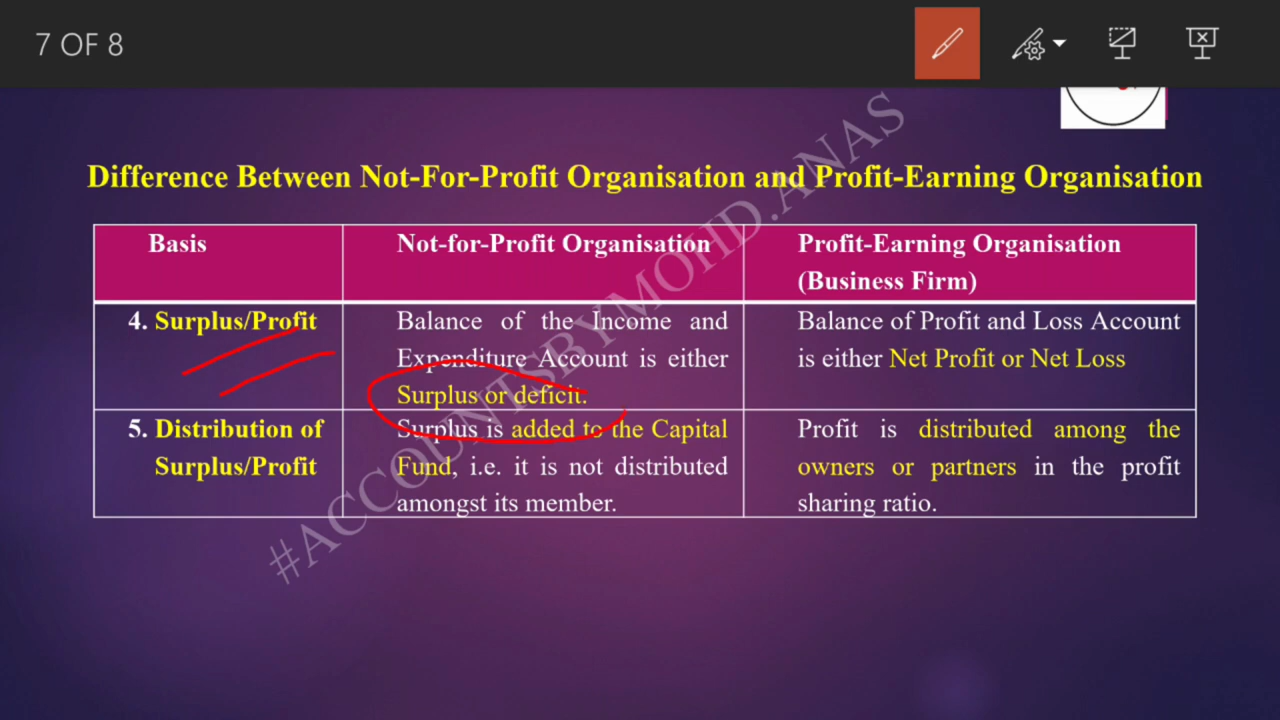 7 OF 8
Difference Between Not-For-Profit Organisation and Profit-Earning Organisation
Basis
Not-for-Profit Organisation
Profit-Earning Organisation
(Business Firm)
4. Surplus/Profit
Balance of the Income and
Expenditure Account is either
Surplus or deficit.
Balance of Profit and Loss Account
is either Net Profit or Net Loss
5. Distribution of
Surplus/Profit
Surplus is added to the Capital
Fund, i.e. it is not distributed
amongst its member.
Profit is distributed among the
owners or partners in the profit
sharing ratio.
#ACCOUNTSBYMOHD.ANAS